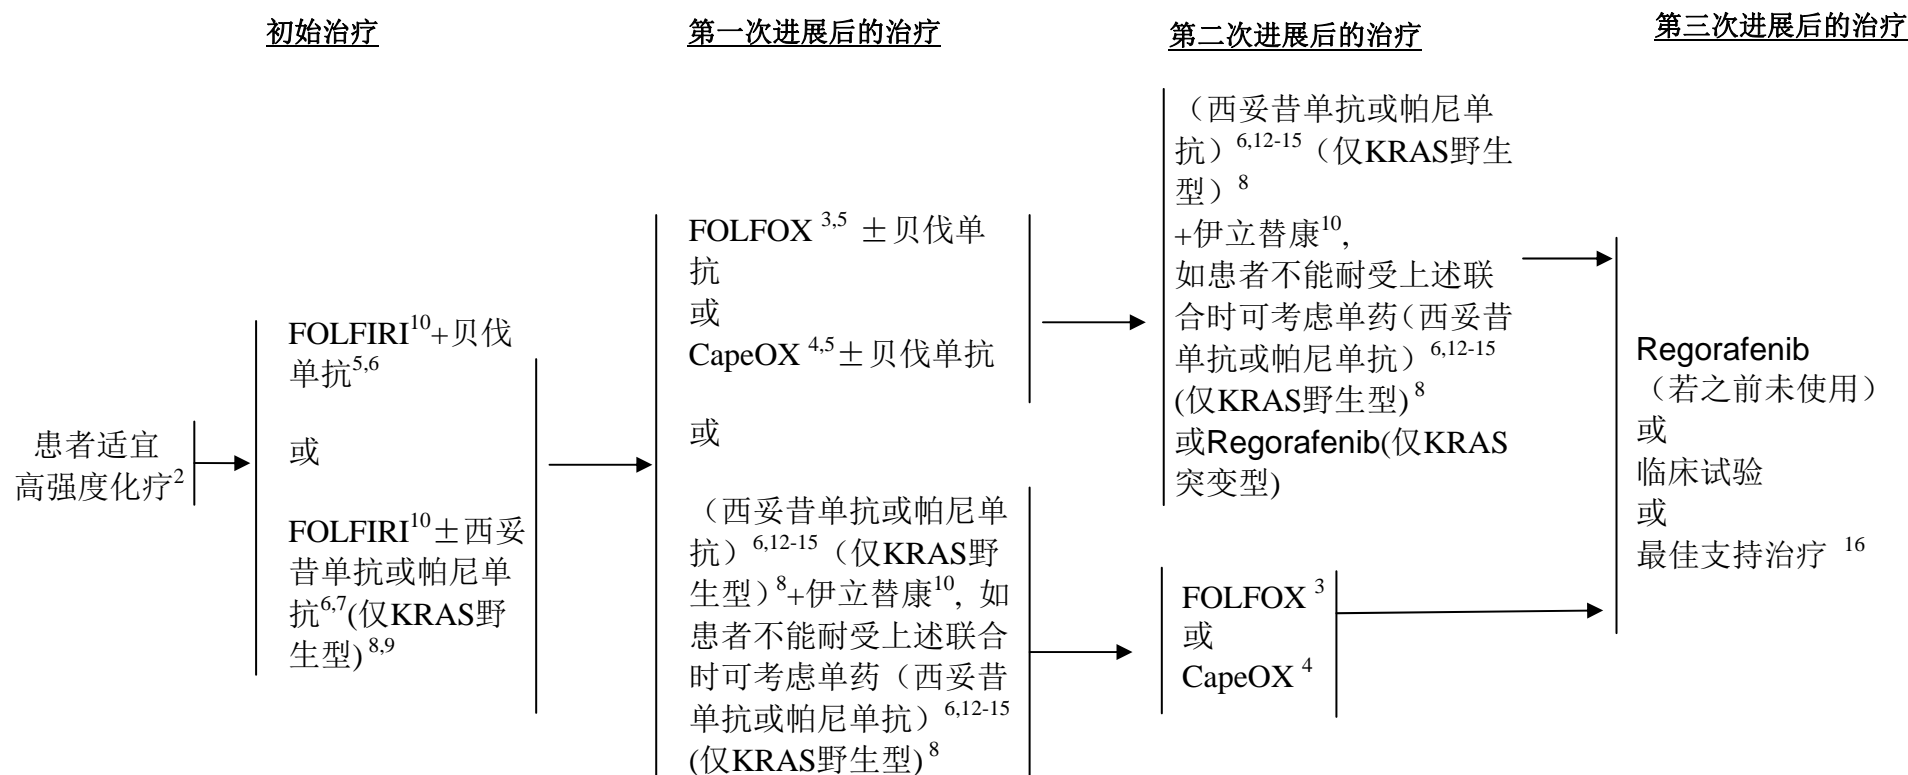 初始治疗
第一次进展后的治疗
第二次进展后的治疗
第三次进展后的治疗
患者适宜
高强度化疗2
FOLFIRI10+贝伐
单抗5,6
或
FOLFIRI10±西妥
昔单抗或帕尼单
抗6,7(仅KRAS野
生型)8,9
FOLFOX 3,5 ±贝伐单
抗
或
CapeOX 4,5±贝伐单抗
或
（西妥昔单抗或帕尼单
抗）6,12-15（仅KRAS野
生型）8+伊立替康10, 如
患者不能耐受上述联合
时可考虑单药（西妥昔
单抗或帕尼单抗）6,12-15
(仅KRAS野生型)8
（西妥昔单抗或帕尼单
抗）6,12-15（仅KRAS野生
型）8
+伊立替康10,
如患者不能耐受上述联
合时可考虑单药(西妥昔
单抗或帕尼单抗）6,12-15
(仅KRAS野生型)8
或Regorafenib(仅KRAS
突变型)
FOLFOX 3
或
CapeOX 4
Regorafenib
（若之前未使用）
或
临床试验
或
最佳支持治疗 16